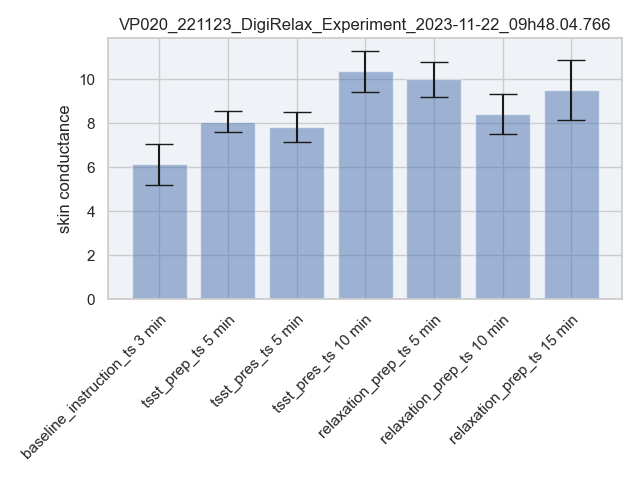 VP020_221123_DigiRelax_Experiment_2023-11-22_09h48.04.766
skin conductance
10
8
6
4
2
0
baseline_instruction_ts 3 min
tsst_prep_ts 5 min
tsst_pres_ts 5 min
tsst_pres_ts 10 min
relaxation_prep_ts 5 min
relaxation_prep_ts 10 min
relaxation_prep_ts 15 min